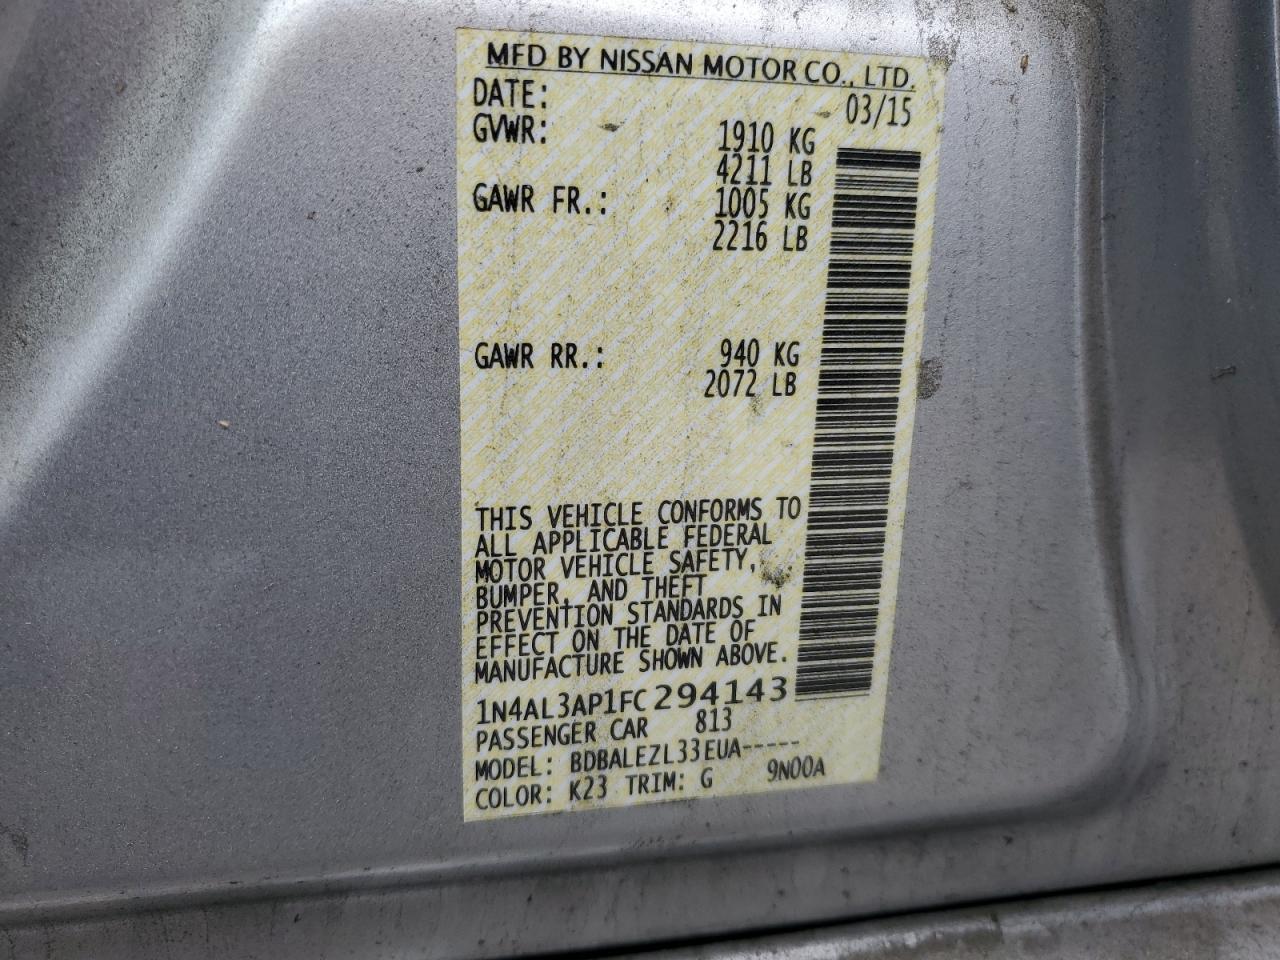 MFD BY NISSAN MOTOR CO., LTD.
DATE: 03/15
GVWR: 1910 KG
4211 LB
GAWR FR.: 1005 KG
2216 LB
GAWR RR.: 940 KG
2072 LB
THIS VEHICLE CONFORMS TO
ALL APPLICABLE FEDERAL
MOTOR VEHICLE SAFETY,
BUMPER, AND THEFT
PREVENTION STANDARDS IN
EFFECT ON THE DATE OF
MANUFACTURE SHOWN ABOVE.
1N4AL3AP1FC294143
PASSENGER CAR 813
MODEL: BDBALEZL33EUA-----
COLOR: K23 TRIM: G 9N00A